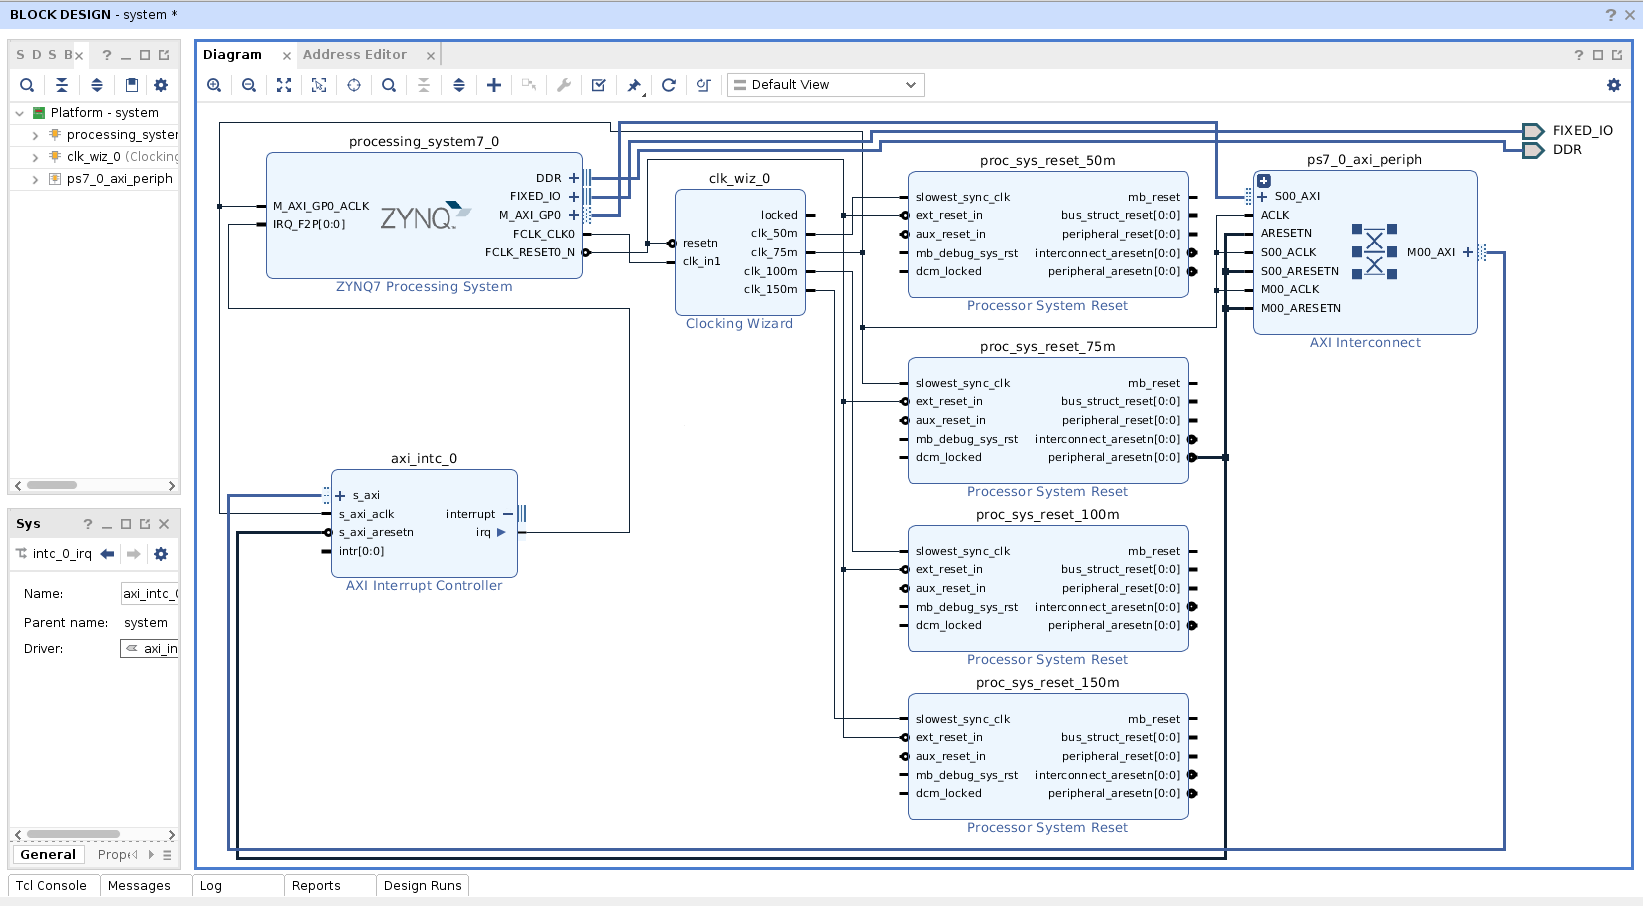 BLOCK DESIGN - system *
S D S B
Platform - system
processing_syster
clk_wiz_0 (Clocking
ps7_0_axi_periph
Sys
intc_0_irq
Name: axi_intc_0
Parent name: system
Driver: axi_in
General Prope
Diagram
Address Editor
Default View
processing_system7_0
DDR
FIXED_IO
M_AXI_GP0
FCLK_CLK0
FCLK_RESET0_N
M_AXI_GP0_ACLK
IRQ_F2P[0:0]
ZYNQ
ZYNQ7 Processing System
clk_wiz_0
resetn
clk_in1
locked
clk_50m
clk_75m
clk_100m
clk_150m
Clocking Wizard
axi_intc_0
s_axi
s_axi_aclk
s_axi_aresetn
intr[0:0]
interrupt
irq
AXI Interrupt Controller
proc_sys_reset_50m
slowest_sync_clk
ext_reset_in
aux_reset_in
mb_debug_sys_rst
dcm_locked
mb_reset
bus_struct_reset[0:0]
peripheral_reset[0:0]
interconnect_aresetn[0:0]
peripheral_aresetn[0:0]
Processor System Reset
proc_sys_reset_75m
slowest_sync_clk
ext_reset_in
aux_reset_in
mb_debug_sys_rst
dcm_locked
mb_reset
bus_struct_reset[0:0]
peripheral_reset[0:0]
interconnect_aresetn[0:0]
peripheral_aresetn[0:0]
Processor System Reset
proc_sys_reset_100m
slowest_sync_clk
ext_reset_in
aux_reset_in
mb_debug_sys_rst
dcm_locked
mb_reset
bus_struct_reset[0:0]
peripheral_reset[0:0]
interconnect_aresetn[0:0]
peripheral_aresetn[0:0]
Processor System Reset
proc_sys_reset_150m
slowest_sync_clk
ext_reset_in
aux_reset_in
mb_debug_sys_rst
dcm_locked
mb_reset
bus_struct_reset[0:0]
peripheral_reset[0:0]
interconnect_aresetn[0:0]
peripheral_aresetn[0:0]
Processor System Reset
ps7_0_axi_periph
S00_AXI
ACLK
ARESETN
S00_ACLK
S00_ARESETN
M00_ACLK
M00_ARESETN
M00_AXI
AXI Interconnect
FIXED_IO
DDR
Tcl Console
Messages
Log
Reports
Design Runs